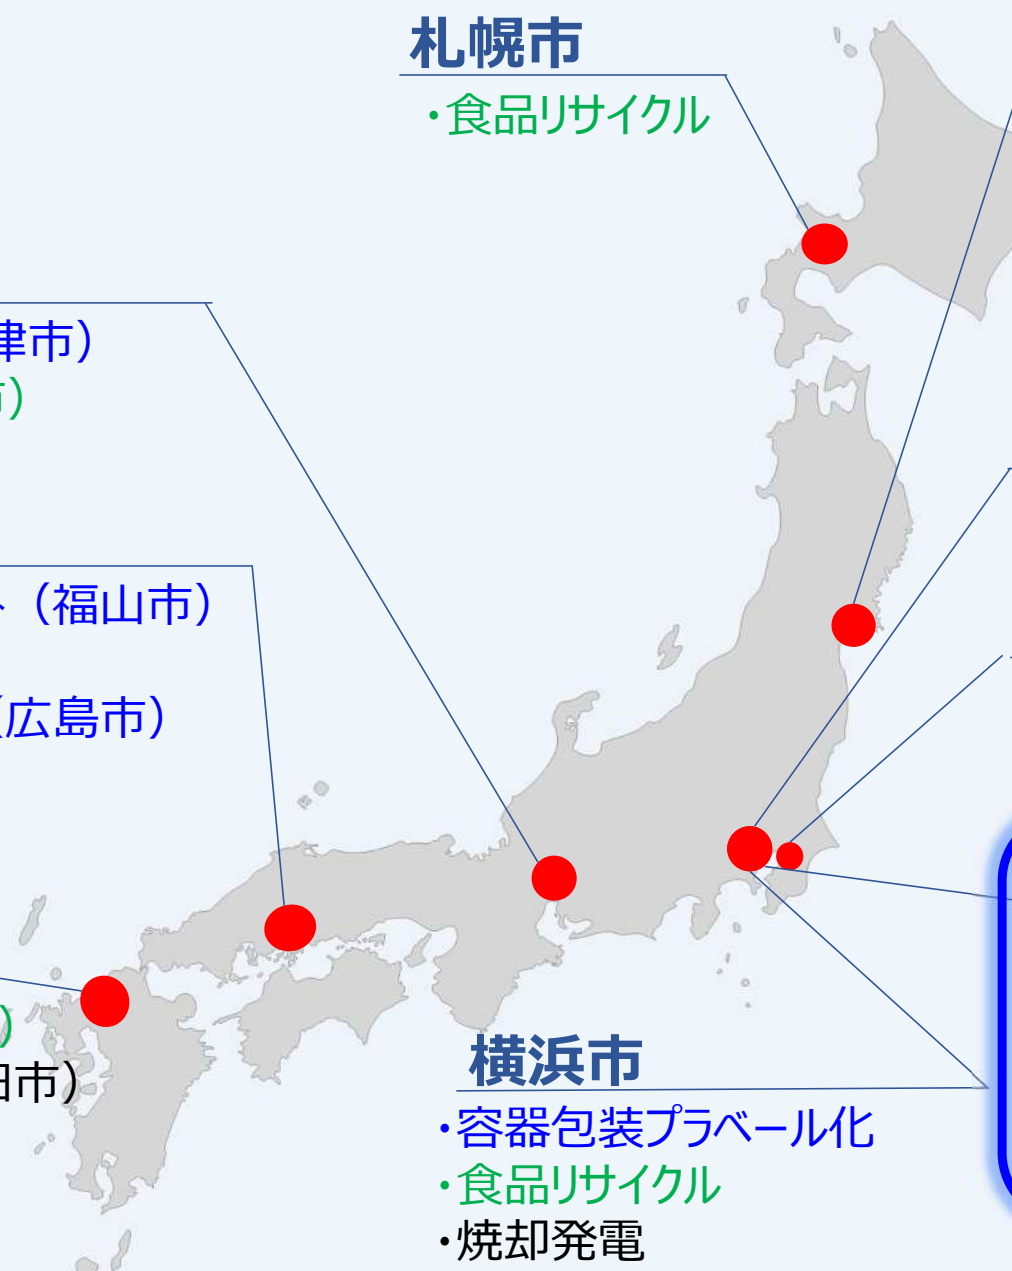 札幌市
・食品リサイクル
津市）
市）
ト（福山市）
（広島市）
）
田市）
横浜市
・容器包装プラベール化
・食品リサイクル
・焼却発電